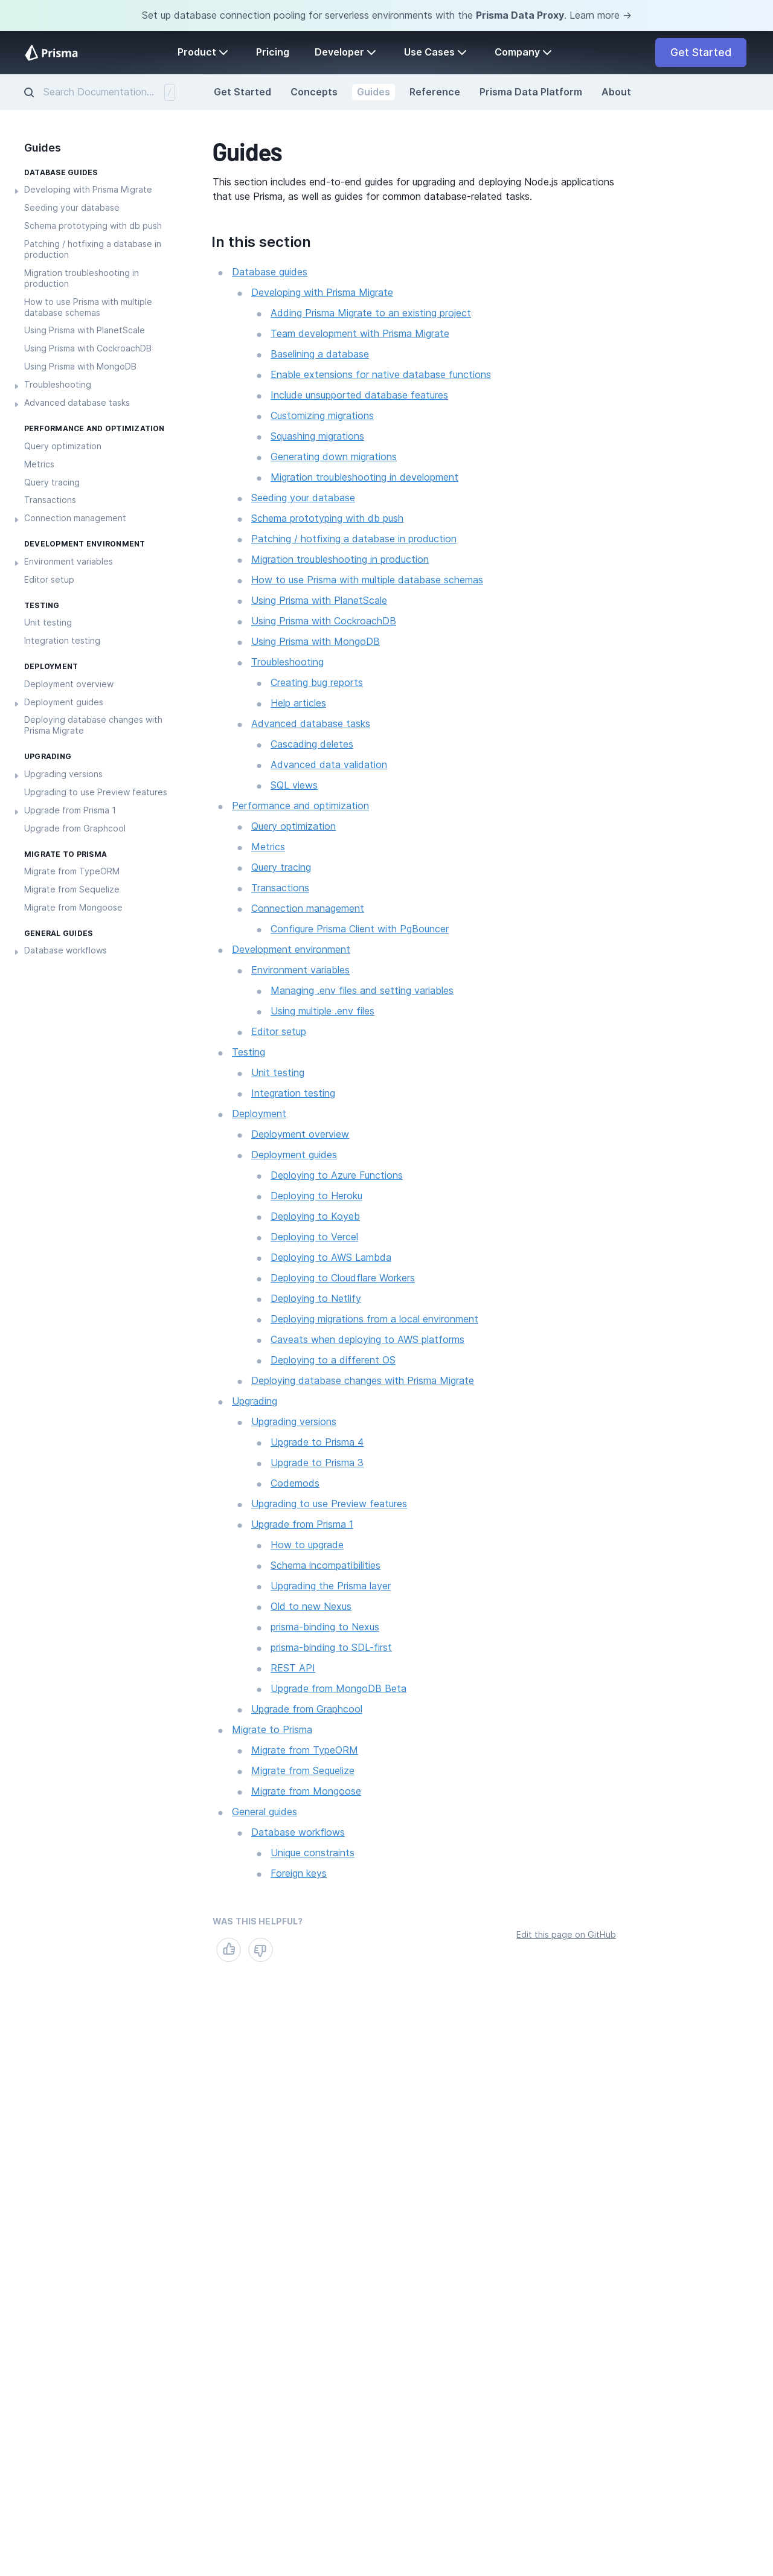 Set up database connection pooling for serverless environments with the Prisma Data Proxy. Learn more →
Prisma
Product
Pricing
Developer
Use Cases
Company
Get Started
Search Documentation...
/
Get Started
Concepts
Guides
Reference
Prisma Data Platform
About
Guides
DATABASE GUIDES
Developing with Prisma Migrate
Seeding your database
Schema prototyping with db push
Patching / hotfixing a database in
production
Migration troubleshooting in
production
How to use Prisma with multiple
database schemas
Using Prisma with PlanetScale
Using Prisma with CockroachDB
Using Prisma with MongoDB
Troubleshooting
Advanced database tasks
PERFORMANCE AND OPTIMIZATION
Query optimization
Metrics
Query tracing
Transactions
Connection management
DEVELOPMENT ENVIRONMENT
Environment variables
Editor setup
TESTING
Unit testing
Integration testing
DEPLOYMENT
Deployment overview
Deployment guides
Deploying database changes with
Prisma Migrate
UPGRADING
Upgrading versions
Upgrading to use Preview features
Upgrade from Prisma 1
Upgrade from Graphcool
MIGRATE TO PRISMA
Migrate from TypeORM
Migrate from Sequelize
Migrate from Mongoose
GENERAL GUIDES
Database workflows
Guides
This section includes end-to-end guides for upgrading and deploying Node.js applications
that use Prisma, as well as guides for common database-related tasks.
In this section
Database guides
Developing with Prisma Migrate
Adding Prisma Migrate to an existing project
Team development with Prisma Migrate
Baselining a database
Enable extensions for native database functions
Include unsupported database features
Customizing migrations
Squashing migrations
Generating down migrations
Migration troubleshooting in development
Seeding your database
Schema prototyping with db push
Patching / hotfixing a database in production
Migration troubleshooting in production
How to use Prisma with multiple database schemas
Using Prisma with PlanetScale
Using Prisma with CockroachDB
Using Prisma with MongoDB
Troubleshooting
Creating bug reports
Help articles
Advanced database tasks
Cascading deletes
Advanced data validation
SQL views
Performance and optimization
Query optimization
Metrics
Query tracing
Transactions
Connection management
Configure Prisma Client with PgBouncer
Development environment
Environment variables
Managing .env files and setting variables
Using multiple .env files
Editor setup
Testing
Unit testing
Integration testing
Deployment
Deployment overview
Deployment guides
Deploying to Azure Functions
Deploying to Heroku
Deploying to Koyeb
Deploying to Vercel
Deploying to AWS Lambda
Deploying to Cloudflare Workers
Deploying to Netlify
Deploying migrations from a local environment
Caveats when deploying to AWS platforms
Deploying to a different OS
Deploying database changes with Prisma Migrate
Upgrading
Upgrading versions
Upgrade to Prisma 4
Upgrade to Prisma 3
Codemods
Upgrading to use Preview features
Upgrade from Prisma 1
How to upgrade
Schema incompatibilities
Upgrading the Prisma layer
Old to new Nexus
prisma-binding to Nexus
prisma-binding to SDL-first
REST API
Upgrade from MongoDB Beta
Upgrade from Graphcool
Migrate to Prisma
Migrate from TypeORM
Migrate from Sequelize
Migrate from Mongoose
General guides
Database workflows
Unique constraints
Foreign keys
WAS THIS HELPFUL?
Edit this page on GitHub